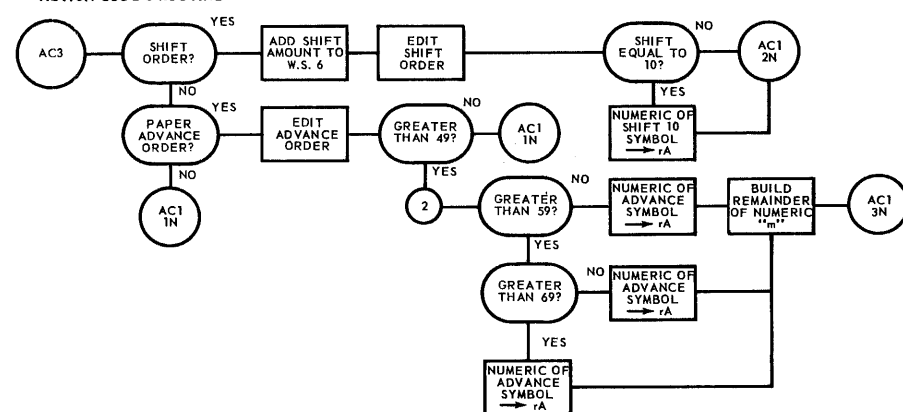 YES
NO
AC3
SHIFT
ORDER?
ADD SHIFT
AMOUNT TO
W.S. 6
EDIT
SHIFT
ORDER
SHIFT
EQUAL TO
10?
AC1
2N
NO
YES
YES
NUMERIC OF
SHIFT 10
SYMBOL
→ rA
PAPER
ADVANCE
ORDER?
EDIT
ADVANCE
ORDER
NO
GREATER
THAN 49?
AC1
1N
NO
YES
AC1
1N
2
GREATER
THAN 59?
NO
NUMERIC OF
ADVANCE
SYMBOL
→ rA
BUILD
REMAINDER
OF NUMERIC
"m"
AC1
3N
YES
GREATER
THAN 69?
NO
NUMERIC OF
ADVANCE
SYMBOL
→ rA
YES
NUMERIC OF
ADVANCE
SYMBOL
→ rA